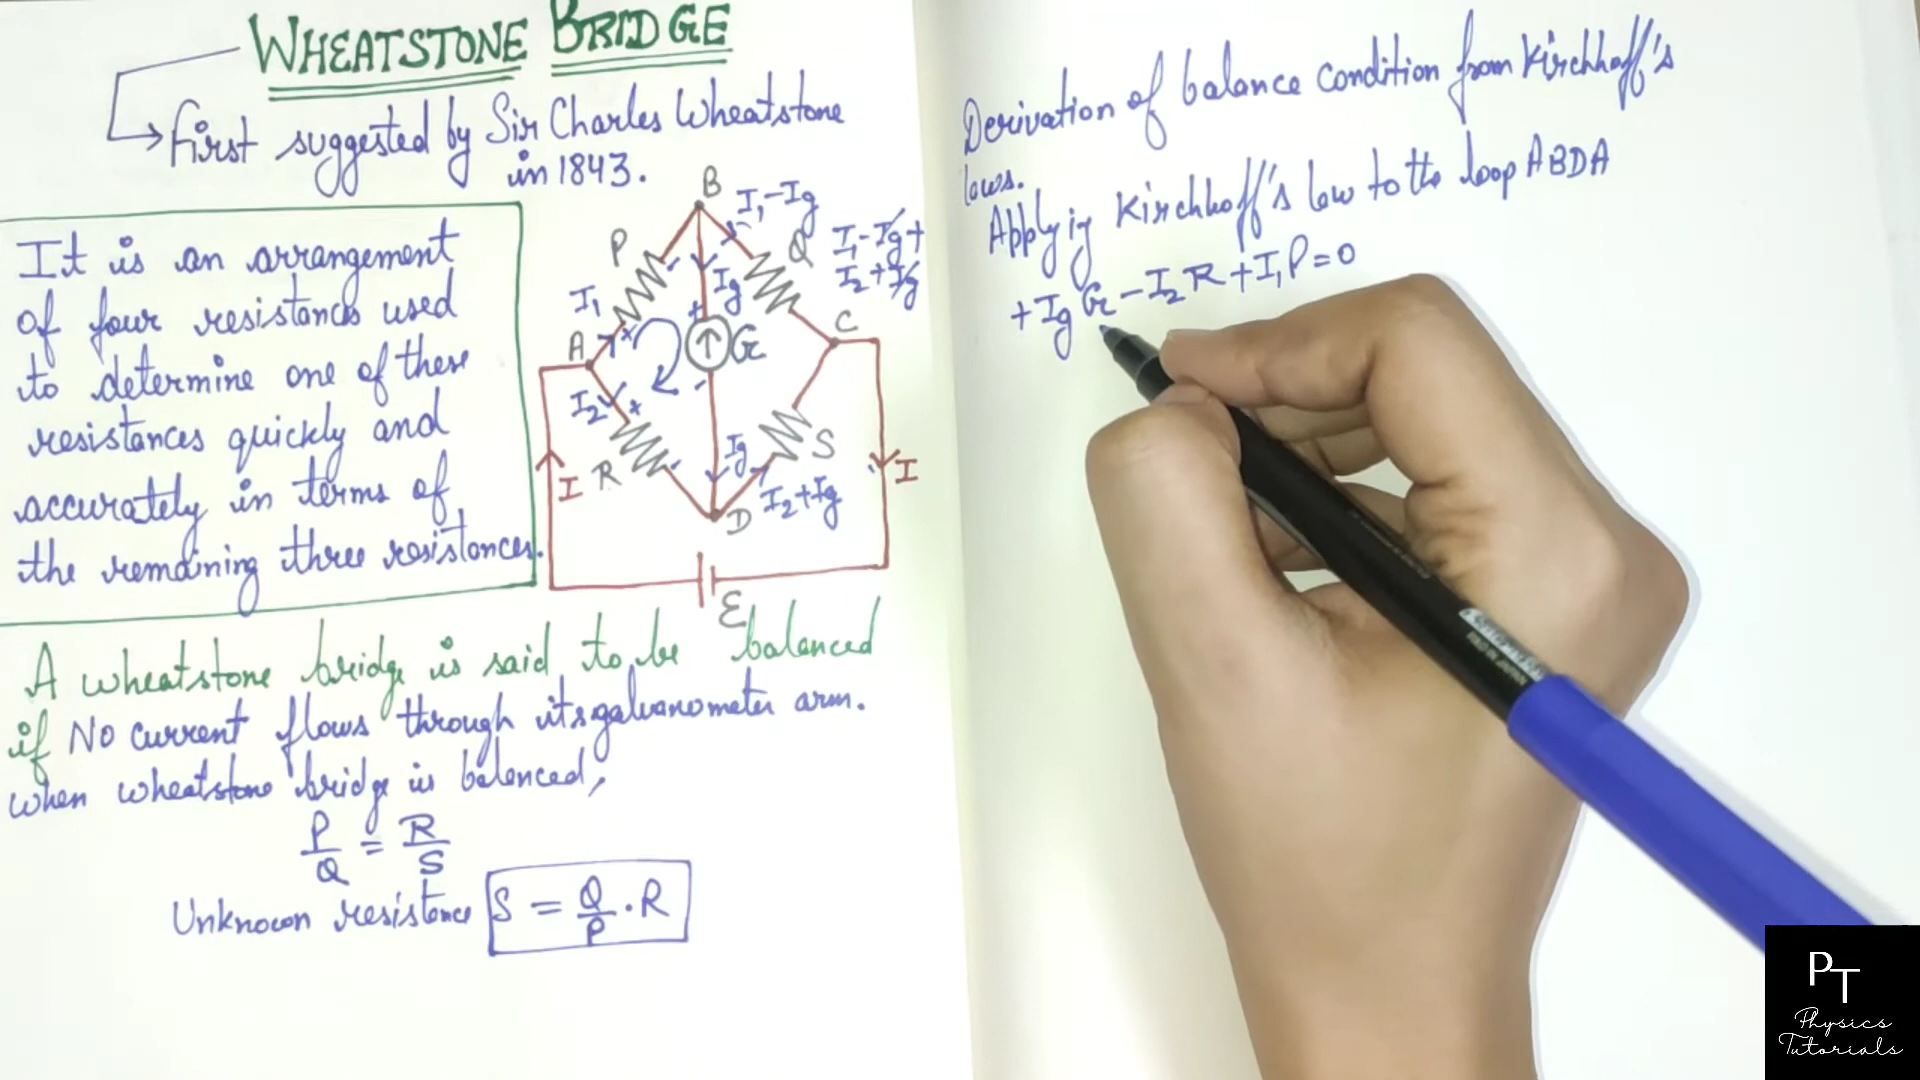 WHEATSTONE BRIDGE
First suggested by Sir Charles Wheatstone
in 1843.
It is an arrangement
of four resistances used
to determine one of these
resistances quickly and
accurately in terms of
the remaining three resistances.
B
I₁-Ig
P
Q
I₁-Ig+
I₂+Ig
I₁
Ig
A
+
+
-
G
C
I₂
+
-
-
Ig
S
R
I
I
D
I₂+Ig
ε
A wheatstone bridge is said to be balanced
if No current flows through its galvanometer arm.
When wheatstone bridge is balanced,
P/Q = R/S
Unknown resistance S = Q/P . R
Derivation of balance condition from Kirchhoff's
laws.
Applyig Kirchhoff's law to the loop ABDA
+IgG-I₂R+I₁P=0
PT
Physics
Tutorials